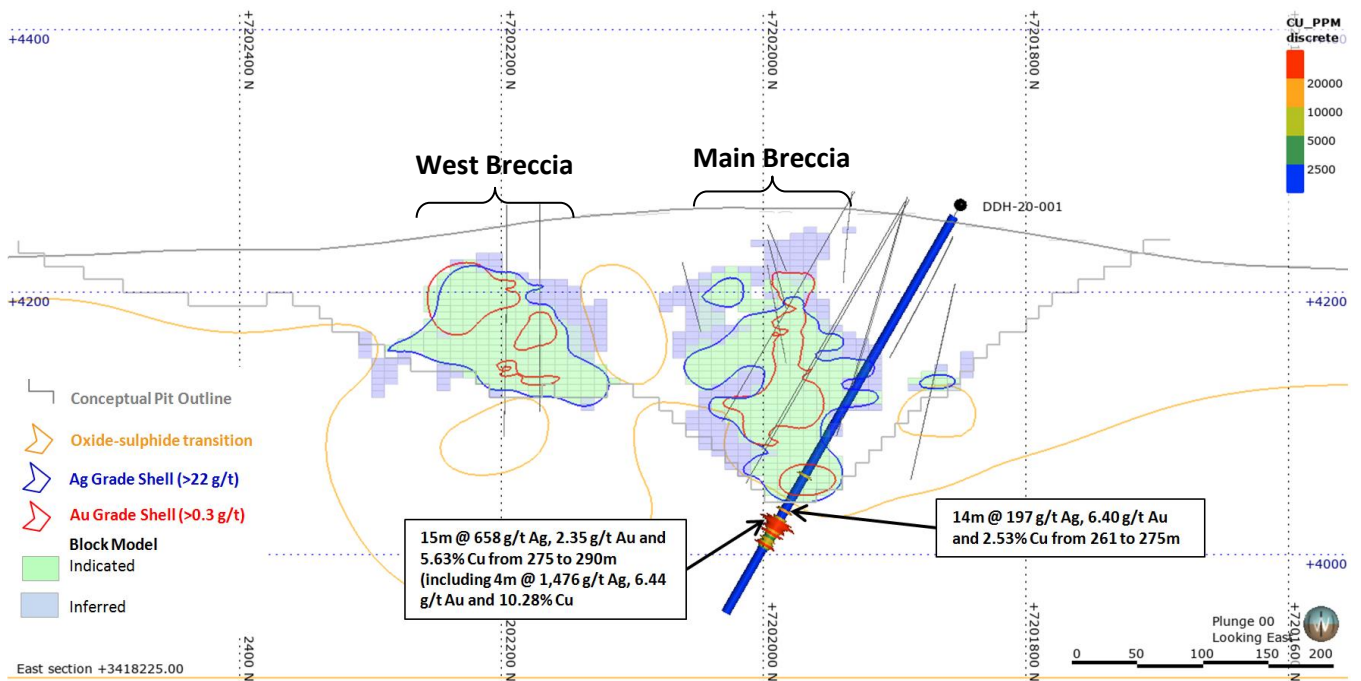 +4400
+7202400 N
+7202200 N
+7202000 N
+7201800 N
CU_PPM
discrete
20000
10000
5000
2500
West Breccia
Main Breccia
DDH-20-001
+4200
+4200
Conceptual Pit Outline
Oxide-sulphide transition
Ag Grade Shell (>22 g/t)
Au Grade Shell (>0.3 g/t)
Block Model
Indicated
Inferred
15m @ 658 g/t Ag, 2.35 g/t Au and
5.63% Cu from 275 to 290m
(including 4m @ 1,476 g/t Ag, 6.44
g/t Au and 10.28% Cu
14m @ 197 g/t Ag, 6.40 g/t Au
and 2.53% Cu from 261 to 275m
+4000
Plunge 00
Looking East
0 50 100 150 200
East section +3418225.00
2400 N
+7202200 N
+7202000 N
+7201800 N
+7201600 N